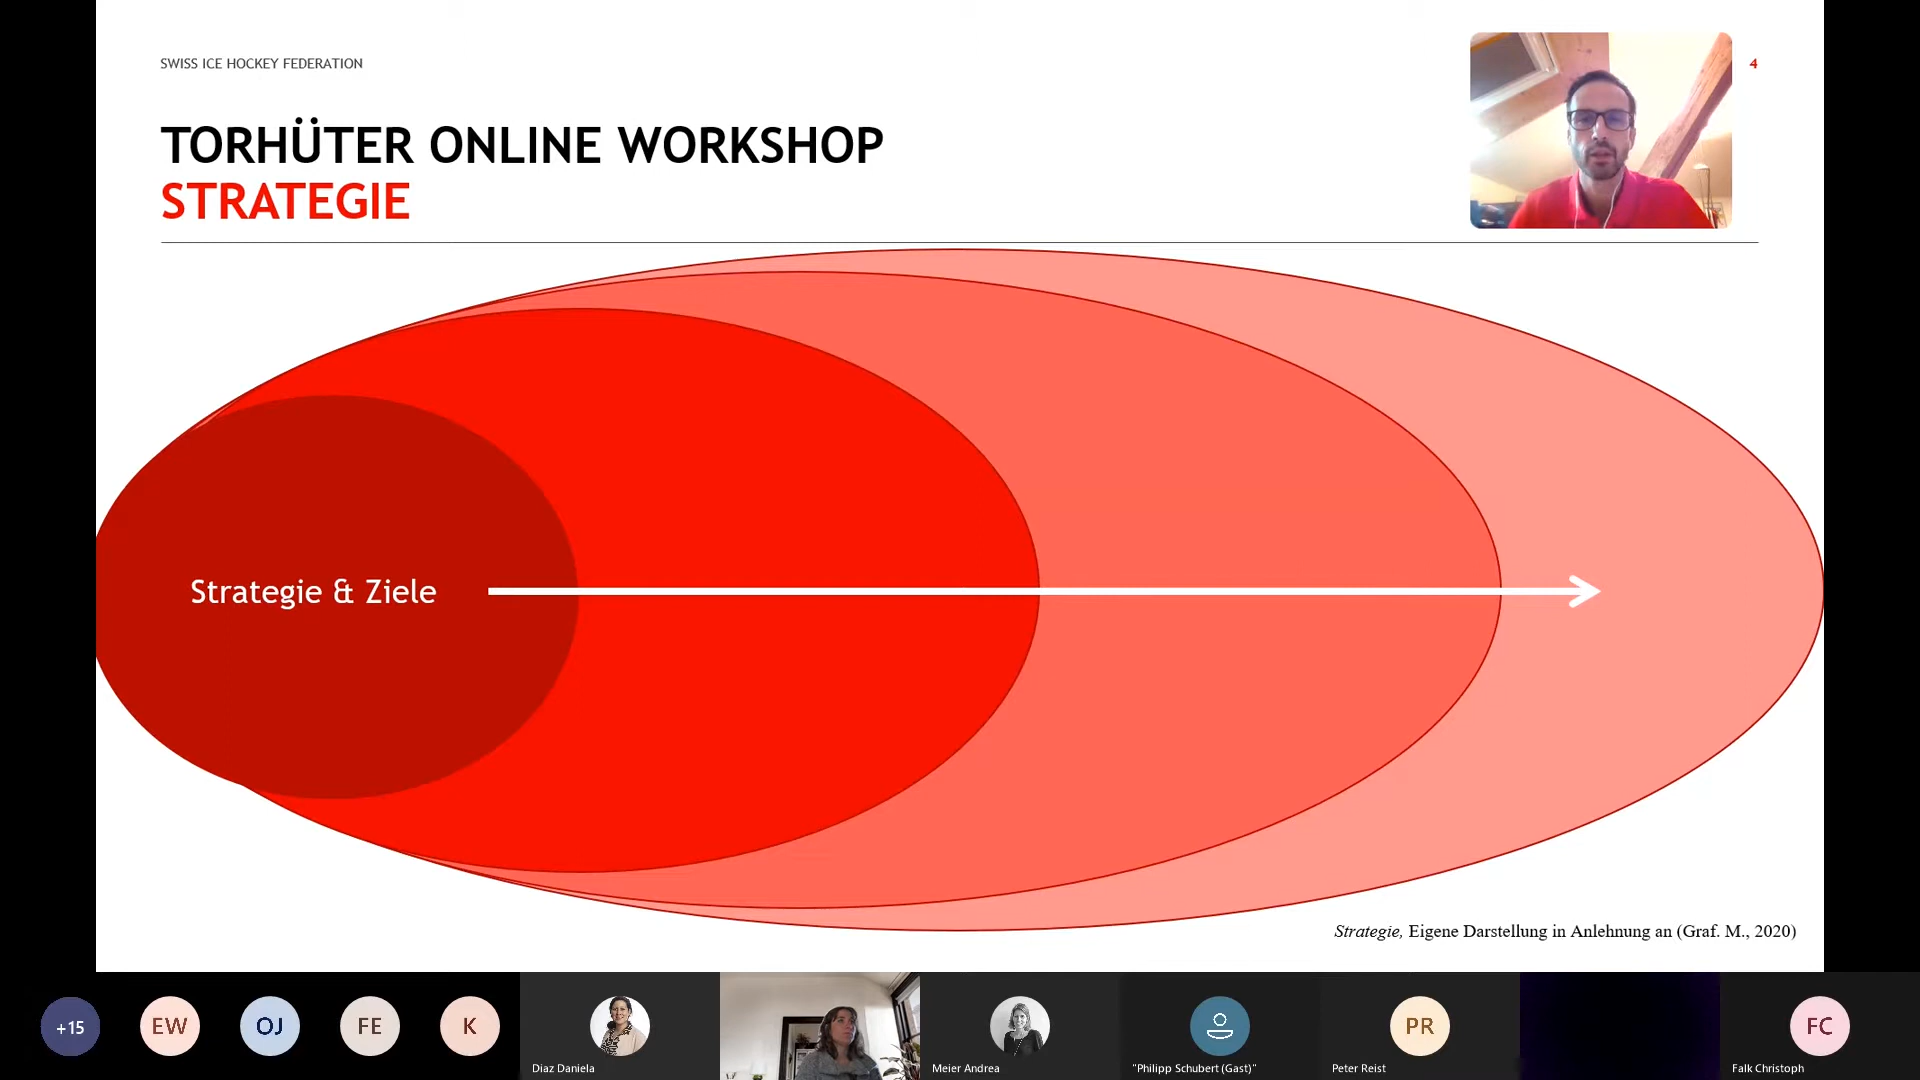 SWISS ICE HOCKEY FEDERATION
4
TORHÜTER ONLINE WORKSHOP
STRATEGIE
Strategie & Ziele
Strategie, Eigene Darstellung in Anlehnung an (Graf. M., 2020)
+15
EW
OJ
FE
K
Diaz Daniela
Meier Andrea
"Philipp Schubert (Gast)"
PR
Peter Reist
FC
Falk Christoph